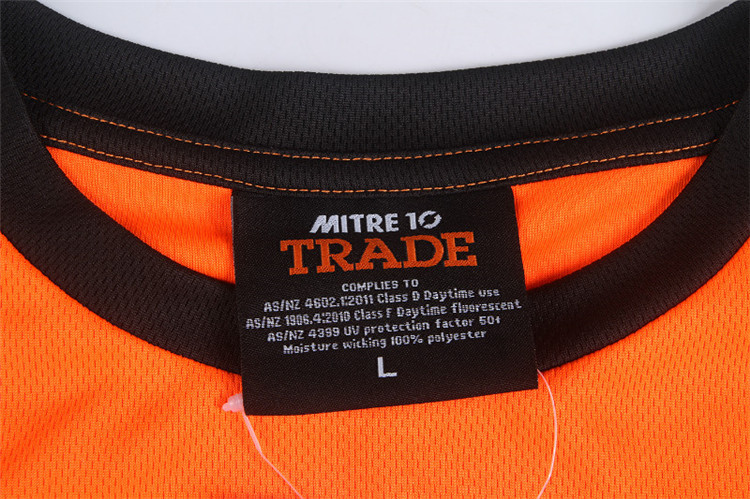 MITRE 10
TRADE
COMPLIES TO
AS/NZ 4602.1:2011 Class D Daytime use
AS/NZ 1906.4:2010 Class F Daytime fluorescent
AS/NZ 4399 UV protection factor 50+
Moisture wicking 100% polyester
L